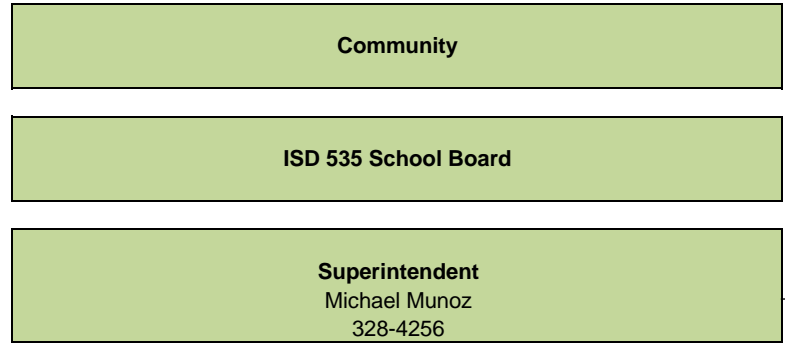 Community
ISD 535 School Board
Superintendent
Michael Munoz
328-4256